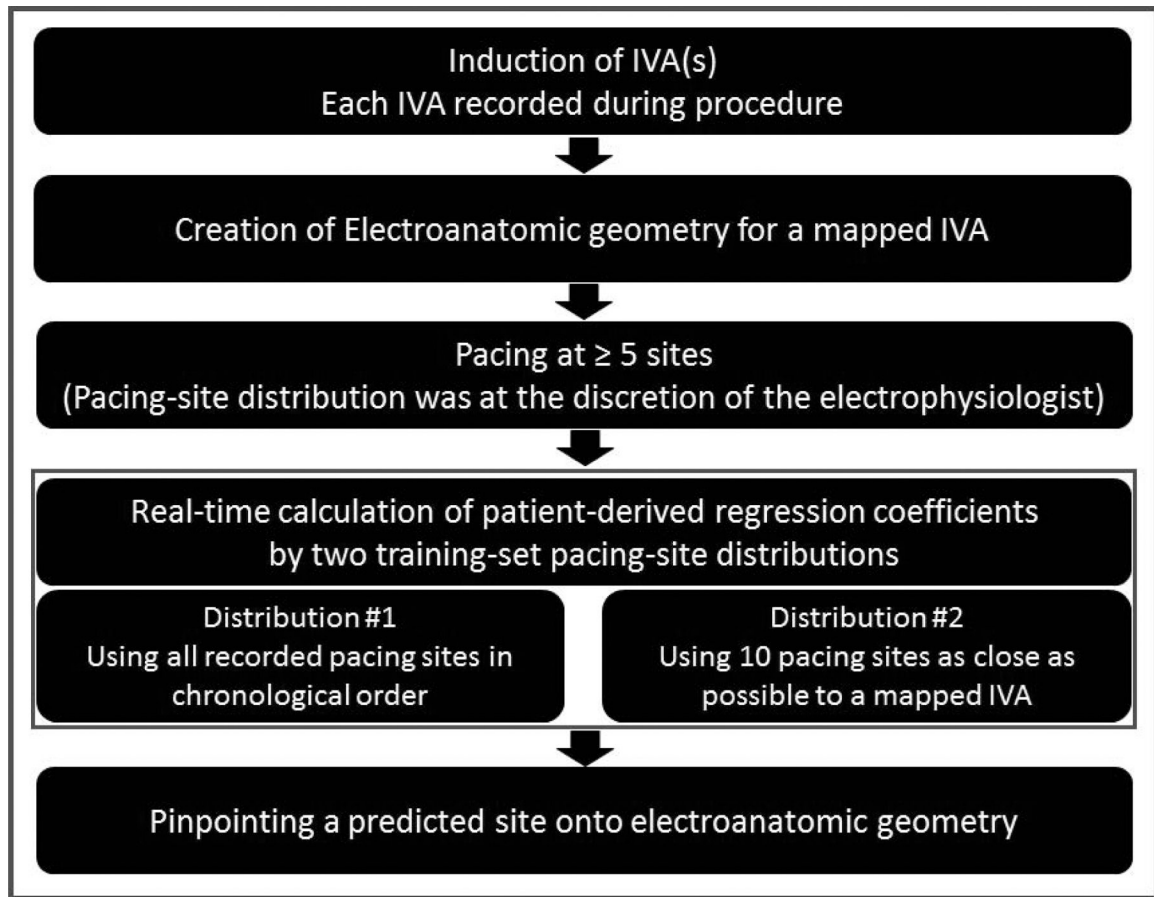 Induction of IVA(s)
Each IVA recorded during procedure
Creation of Electroanatomic geometry for a mapped IVA
Pacing at ≥ 5 sites
(Pacing-site distribution was at the discretion of the electrophysiologist)
Real-time calculation of patient-derived regression coefficients
by two training-set pacing-site distributions
Distribution #1
Using all recorded pacing sites in
chronological order
Distribution #2
Using 10 pacing sites as close as
possible to a mapped IVA
Pinpointing a predicted site onto electroanatomic geometry